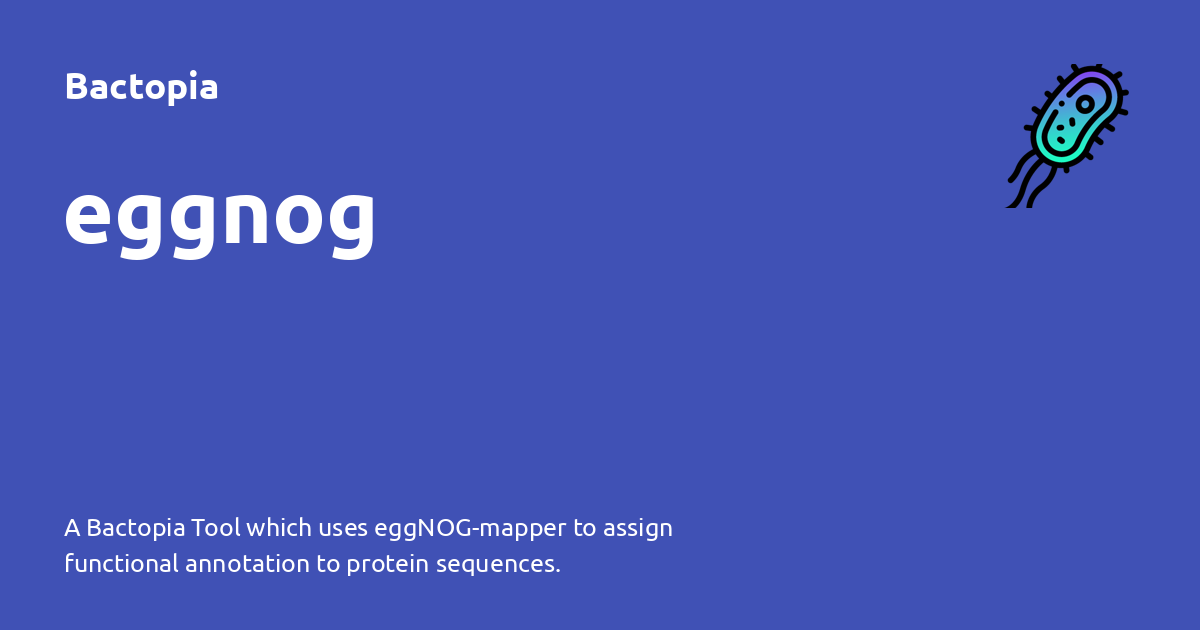 Bactopia
eggnog
A Bactopia Tool which uses eggNOG-mapper to assign
functional annotation to protein sequences.